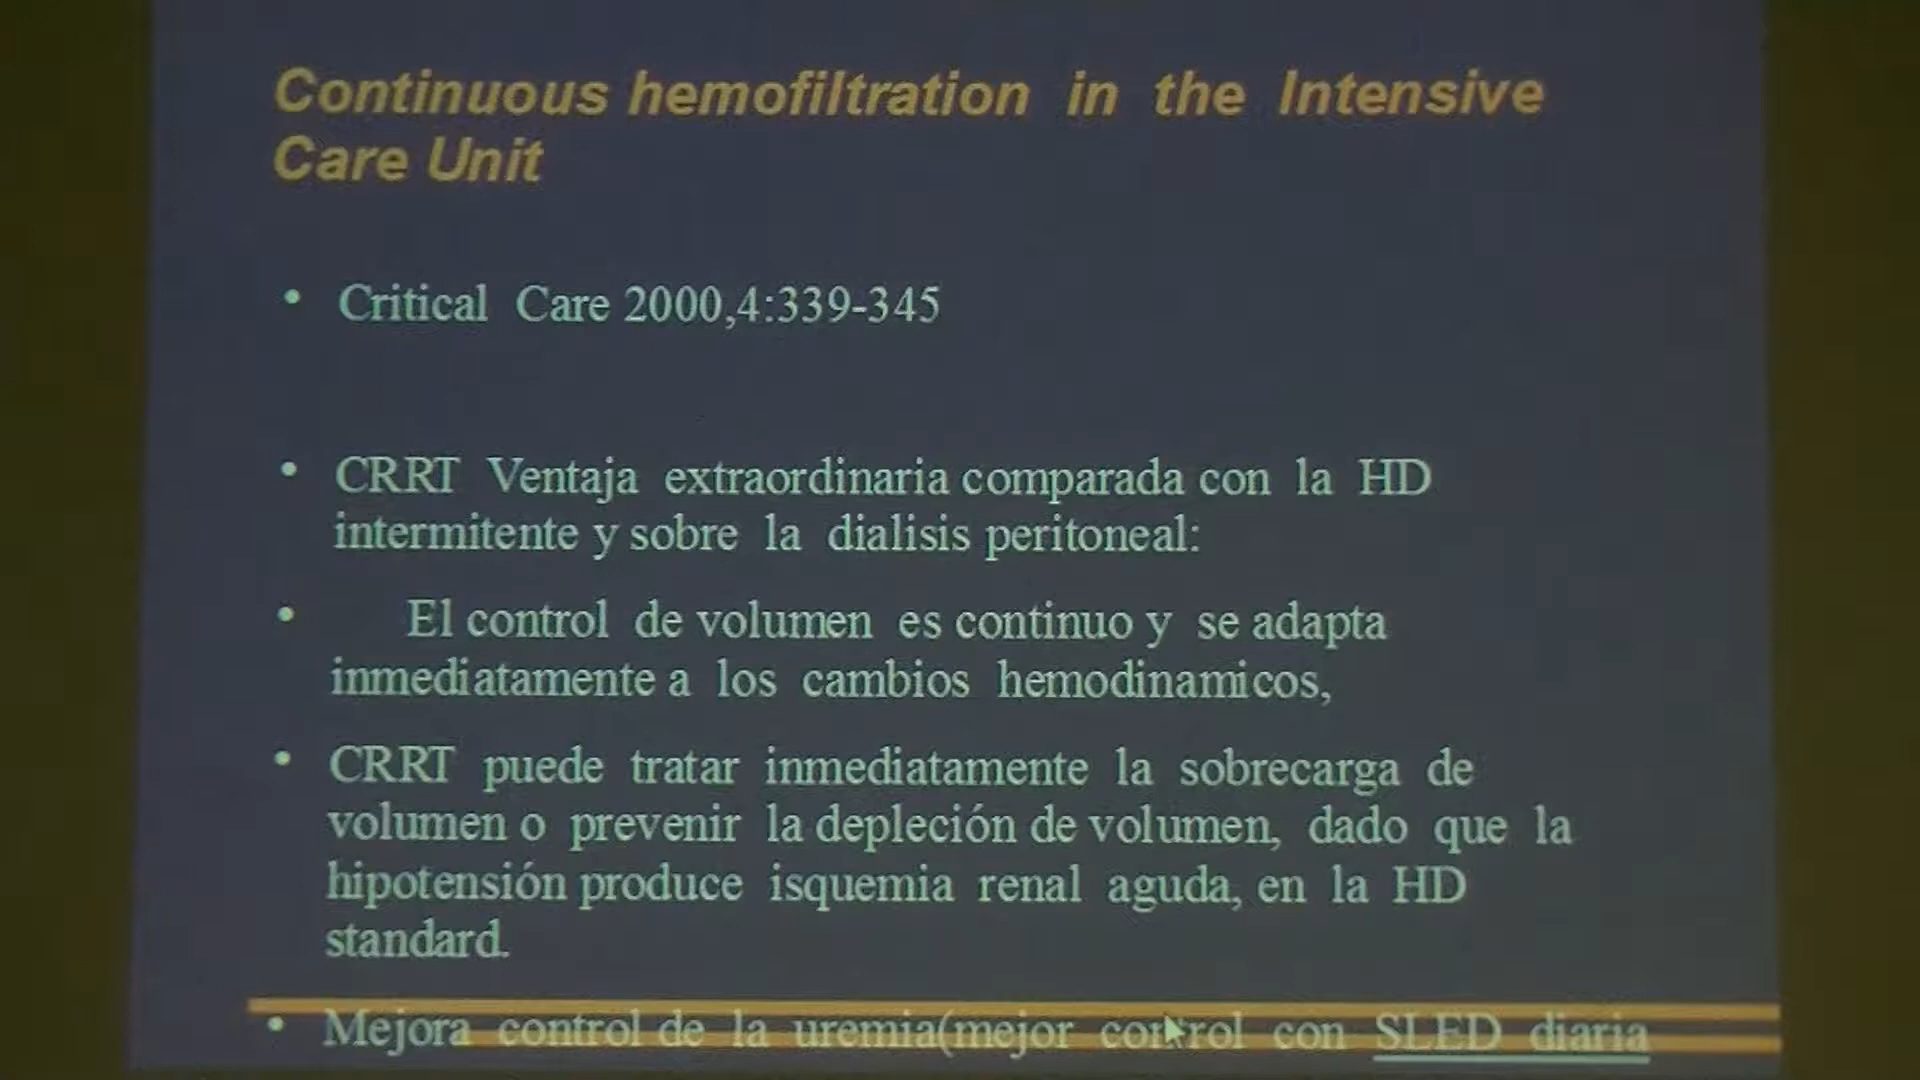 Continuous hemofiltration in the Intensive
Care Unit
• Critical Care 2000,4:339-345
• CRRT Ventaja extraordinaria comparada con la HD
intermitente y sobre la dialisis peritoneal:
• El control de volumen es continuo y se adapta
inmediatamente a los cambios hemodinamicos,
• CRRT puede tratar inmediatamente la sobrecarga de
volumen o prevenir la depleción de volumen, dado que la
hipotensión produce isquemia renal aguda, en la HD
standard.
• Mejora control de la uremia(mejor control con SLED diaria